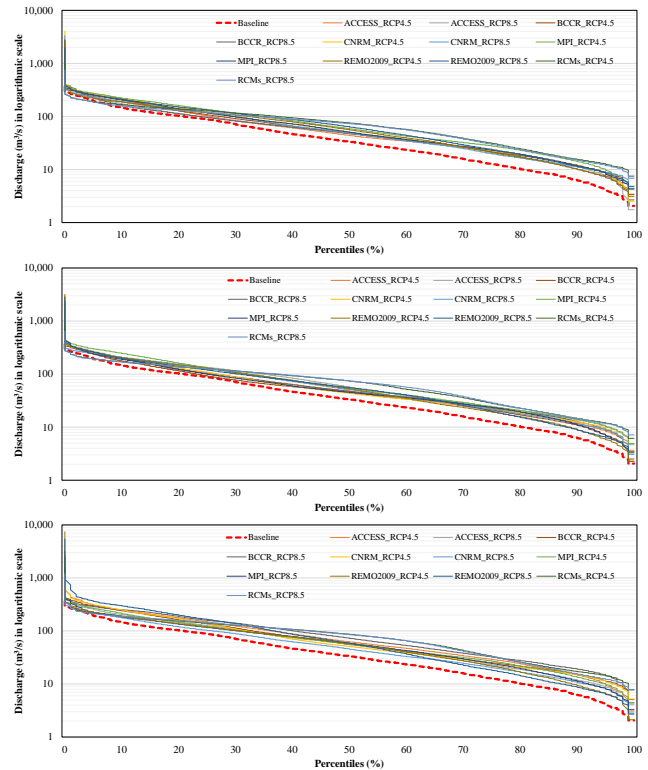 Discharge (m³/s) in logarithmic scale
10,000
1,000
100
10
1
Baseline ACCESS_RCP4.5 ACCESS_RCP8.5 BCCR_RCP4.5
BCCR_RCP8.5 CNRM_RCP4.5 CNRM_RCP8.5 MPI_RCP4.5
MPI_RCP8.5 REMO2009_RCP4.5 REMO2009_RCP8.5 RCMs_RCP4.5
RCMs_RCP8.5
0 10 20 30 40 50 60 70 80 90 100
Percentiles (%)
Discharge (m³/s) in logarithmic scale
10,000
1,000
100
10
1
Baseline ACCESS_RCP4.5 ACCESS_RCP8.5 BCCR_RCP4.5
BCCR_RCP8.5 CNRM_RCP4.5 CNRM_RCP8.5 MPI_RCP4.5
MPI_RCP8.5 REMO2009_RCP4.5 REMO2009_RCP8.5 RCMs_RCP4.5
RCMs_RCP8.5
0 10 20 30 40 50 60 70 80 90 100
Percentiles (%)
Discharge (m³/s) in logarithmic scale
10,000
1,000
100
10
1
Baseline ACCESS_RCP4.5 ACCESS_RCP8.5 BCCR_RCP4.5
BCCR_RCP8.5 CNRM_RCP4.5 CNRM_RCP8.5 MPI_RCP4.5
MPI_RCP8.5 REMO2009_RCP4.5 REMO2009_RCP8.5 RCMs_RCP4.5
RCMs_RCP8.5
0 10 20 30 40 50 60 70 80 90 100
Percentiles (%)